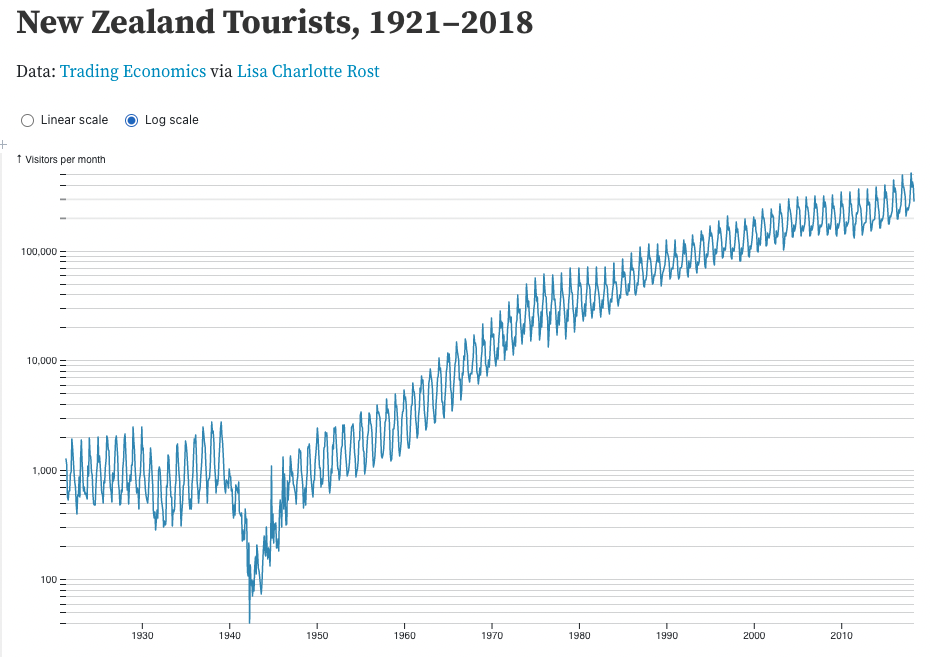 New Zealand Tourists, 1921–2018
Data: Trading Economics via Lisa Charlotte Rost
Linear scale Log scale
↑ Visitors per month
100,000
10,000
1,000
100
1930 1940 1950 1960 1970 1980 1990 2000 2010